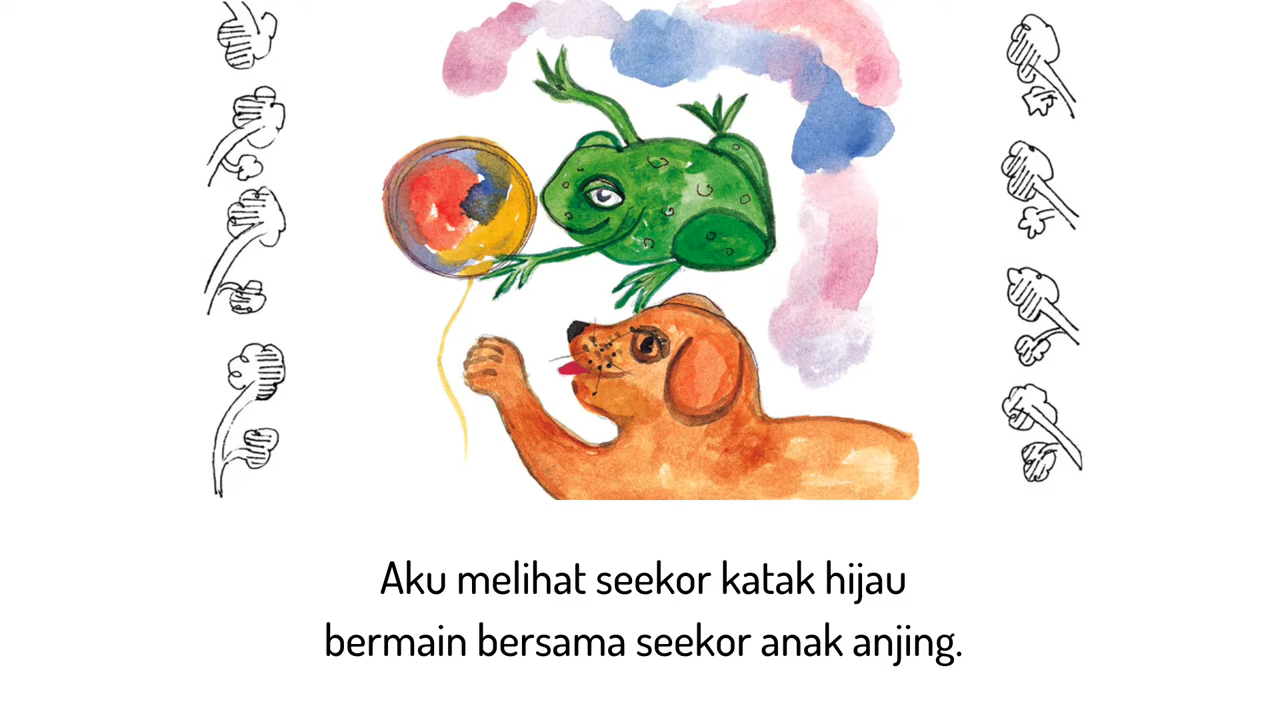 Aku melihat seekor katak hijau
bermain bersama seekor anak anjing.